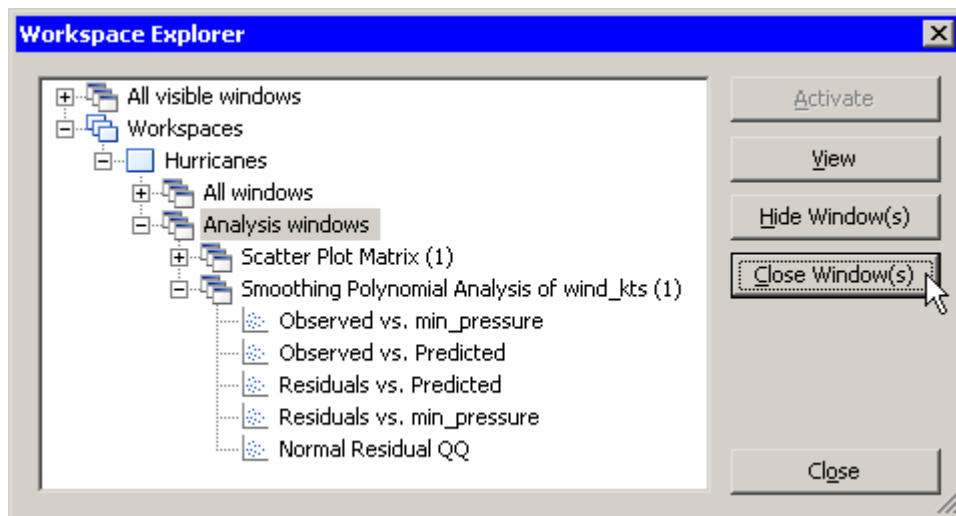 Workspace Explorer
All visible windows
Workspaces
Hurricanes
All windows
Analysis windows
Scatter Plot Matrix (1)
Smoothing Polynomial Analysis of wind_kts (1)
Observed vs. min_pressure
Observed vs. Predicted
Residuals vs. Predicted
Residuals vs. min_pressure
Normal Residual QQ
Activate
View
Hide Window(s)
Close Window(s)
Close